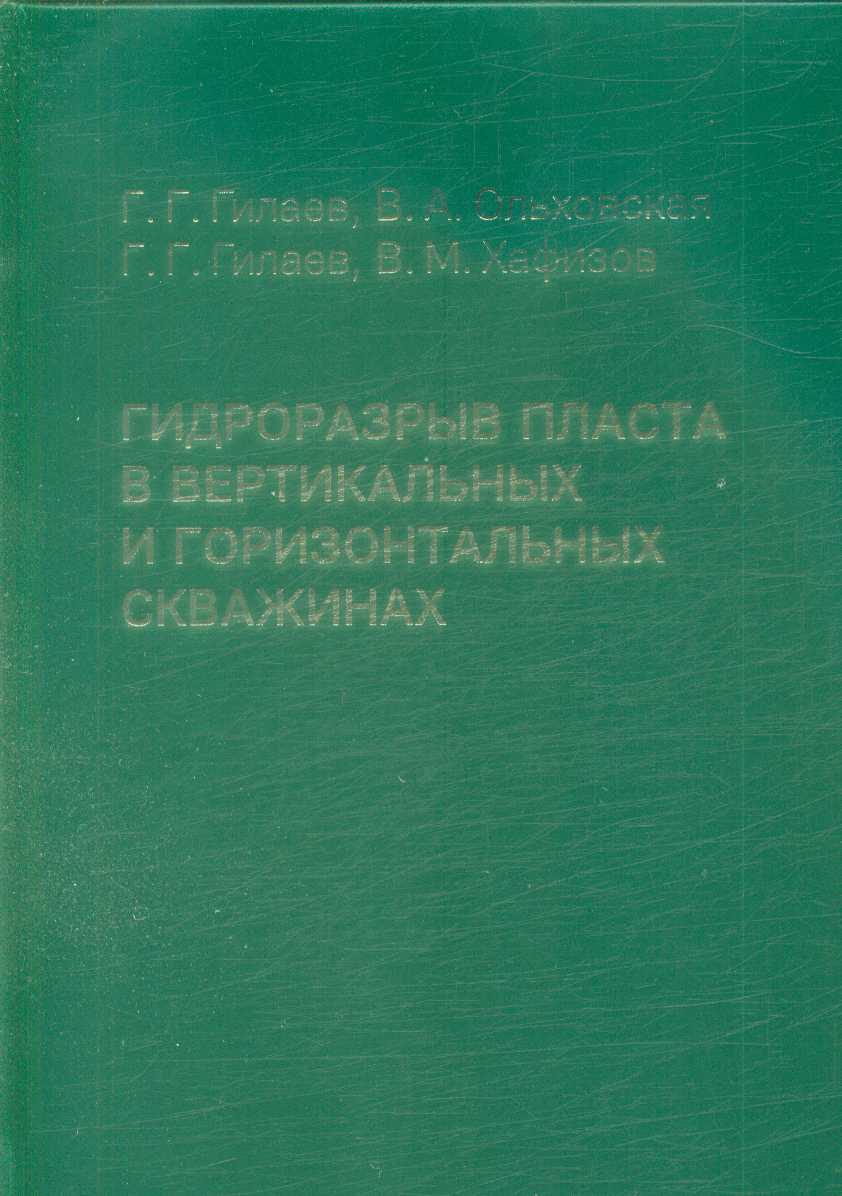 Г. Г. Гилаев, В. А. Ольховская
Г. Г. Гилаев, В. М. Хафизов
ГИДРОРАЗРЫВ ПЛАСТА
В ВЕРТИКАЛЬНЫХ
И ГОРИЗОНТАЛЬНЫХ
СКВАЖИНАХ